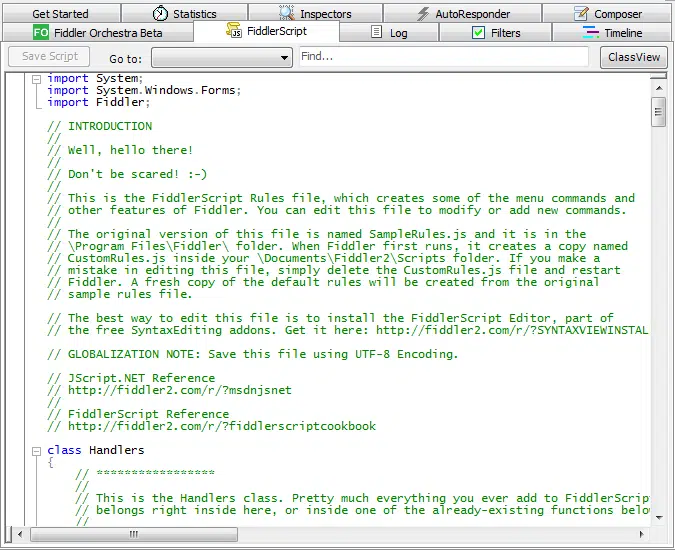 Get Started
Statistics
Inspectors
AutoResponder
Composer
FO Fiddler Orchestra Beta
FiddlerScript
Log
Filters
Timeline
Save Script
Go to:
Find...
ClassView
import System;
import System.Windows.Forms;
import Fiddler;
// INTRODUCTION
//
// Well, hello there!
//
// Don't be scared! :-)
//
// This is the FiddlerScript Rules file, which creates some of the menu commands and
// other features of Fiddler. You can edit this file to modify or add new commands.
//
// The original version of this file is named SampleRules.js and it is in the
// \Program Files\Fiddler\ folder. When Fiddler first runs, it creates a copy named
// CustomRules.js inside your \Documents\Fiddler2\Scripts folder. If you make a
// mistake in editing this file, simply delete the CustomRules.js file and restart
// Fiddler. A fresh copy of the default rules will be created from the original
// sample rules file.
// The best way to edit this file is to install the FiddlerScript Editor, part of
// the free SyntaxEditing addons. Get it here: http://fiddler2.com/r/?SYNTAXVIEWINSTAL
// GLOBALIZATION NOTE: Save this file using UTF-8 Encoding.
// JScript.NET Reference
// http://fiddler2.com/r/?msdnjsnet
//
// FiddlerScript Reference
// http://fiddler2.com/r/?fiddlerscriptcookbook
class Handlers
{
// *****************
//
// This is the Handlers class. Pretty much everything you ever add to FiddlerScrip
// belongs right inside here, or inside one of the already-existing functions belo
//